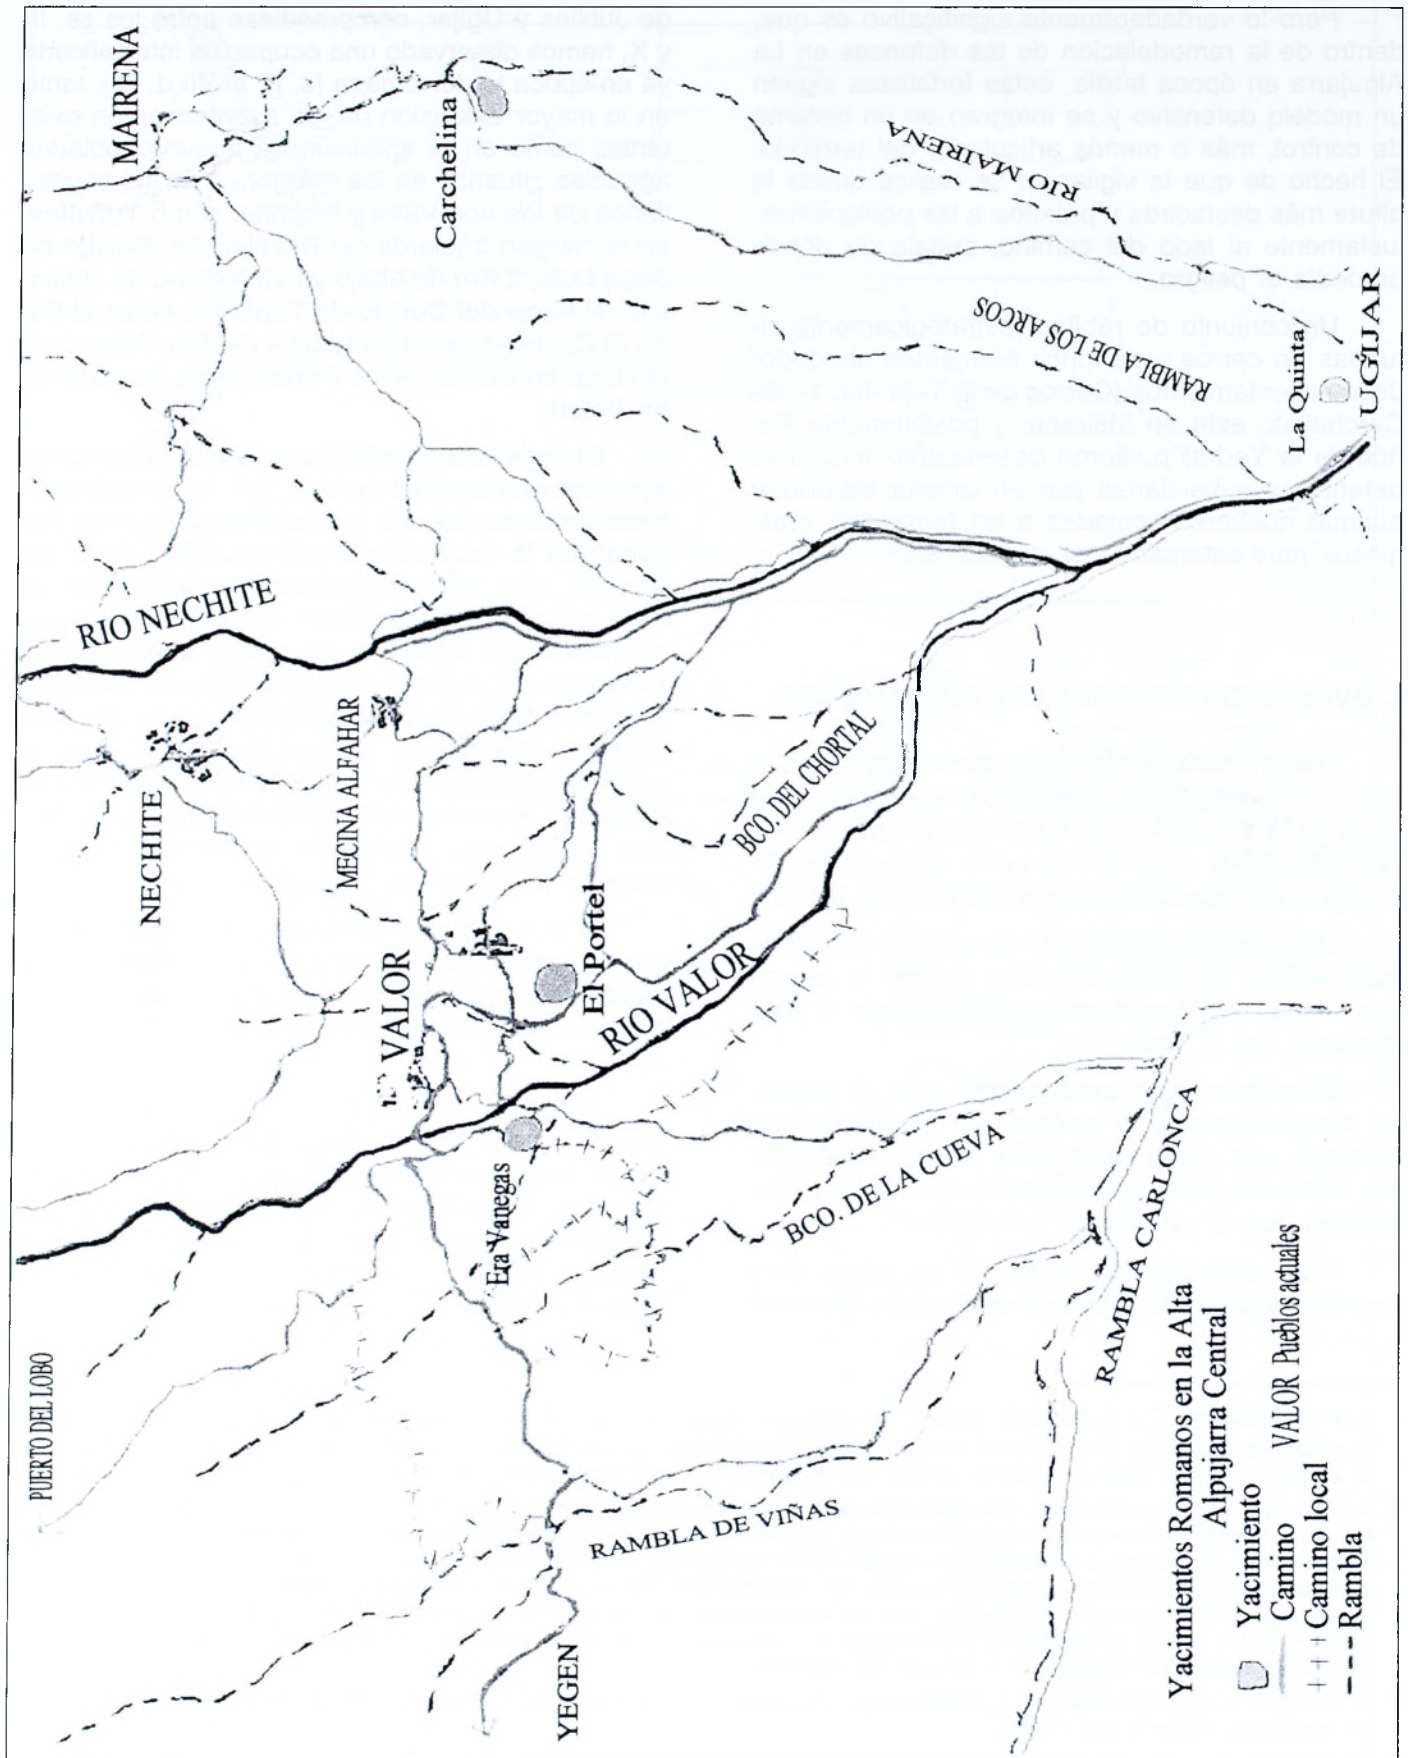 PUERTO DEL LOBO
RIO NECHITE
NECHITE
MECINA ALFAHAR
MAIRENA
Carchelina
RIO MAIRENA
RAMBLA DE LOS ARCOS
La Quinta
UGIJAR
VALOR
El Portel
BCO. DEL CHORTAL
RIO VALOR
Era Vanegas
BCO. DE LA CUEVA
YEGEN
RAMBLA DE VIÑAS
RAMBLA CARLONCA
Yacimientos Romanos en la Alta
Alpujarra Central
Yacimiento
Camino VALOR Pueblos actuales
Camino local
Rambla